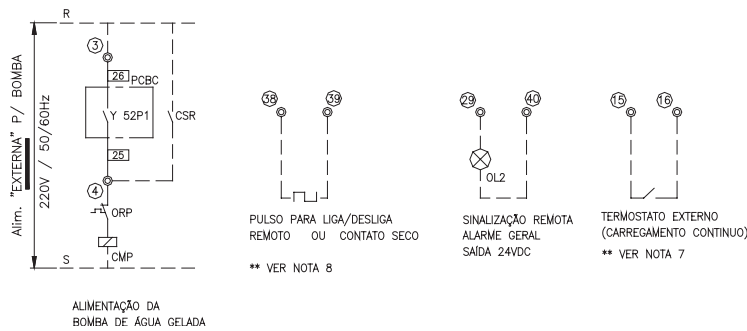 R
3
26 PCBC
Y 52P1
CSR
25
4
ORP
CMP
S
Alim. "EXTERNA" P/ BOMBA
220V / 50/60Hz
ALIMENTAÇÃO DA
BOMBA DE ÁGUA GELADA
38 39
PULSO PARA LIGA/DESLIGA
REMOTO OU CONTATO SECO
** VER NOTA 8
29 40
OL2
SINALIZAÇÃO REMOTA
ALARME GERAL
SAÍDA 24VDC
15 16
TERMOSTATO EXTERNO
(CARREGAMENTO CONTINUO)
** VER NOTA 7